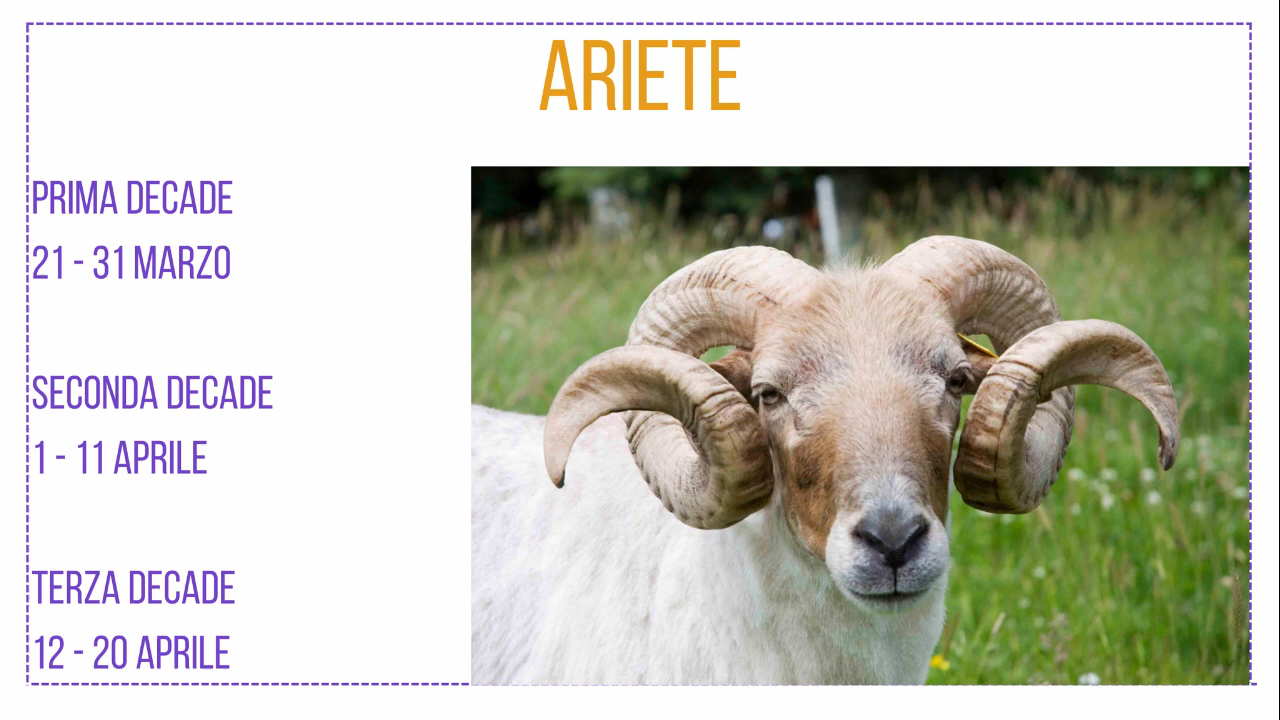 ARIETE
PRIMA DECADE
21 - 31 MARZO
SECONDA DECADE
1 - 11 APRILE
TERZA DECADE
12 - 20 APRILE